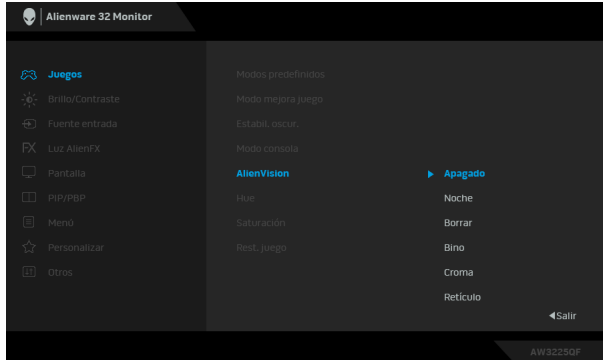 Alienware 32 Monitor
Juegos
Brillo/Contraste
Fuente entrada
FX Luz AlienFX
Pantalla
PIP/PBP
Menú
Personalizar
Otros
Modos predefinidos
Modo mejora juego
Estabil. oscur.
Modo consola
AlienVision
Hue
Saturación
Rest. juego
Apagado
Noche
Borrar
Bino
Croma
Retículo
Salir
AW3225QF